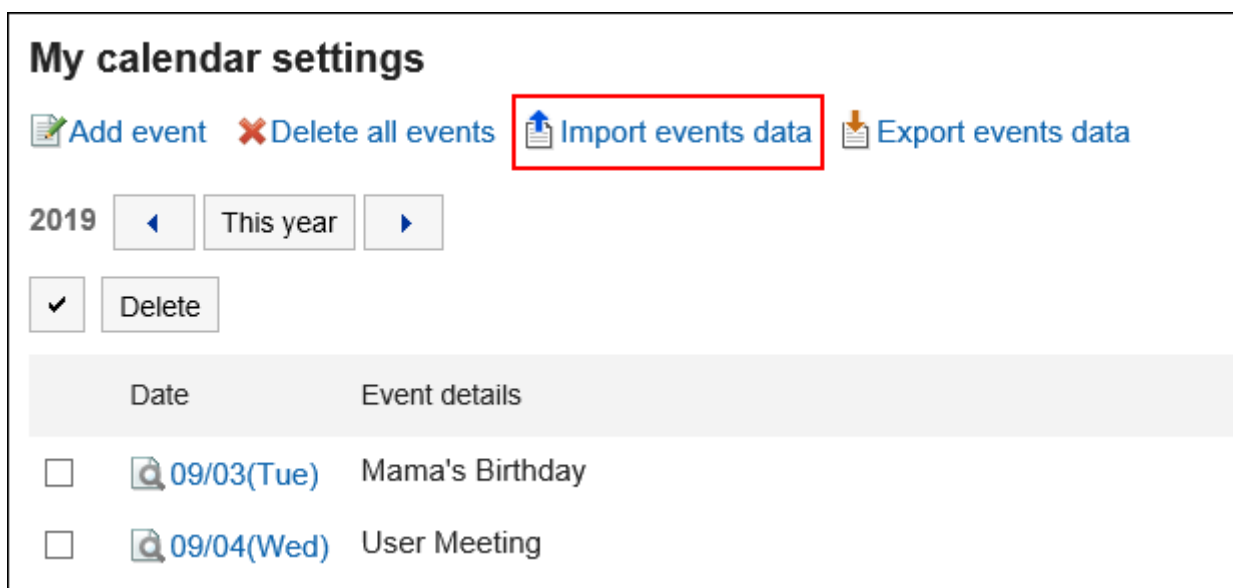 My calendar settings
Add event Delete all events Import events data Export events data
2019 This year
Delete
Date Event details
09/03(Tue) Mama's Birthday
09/04(Wed) User Meeting